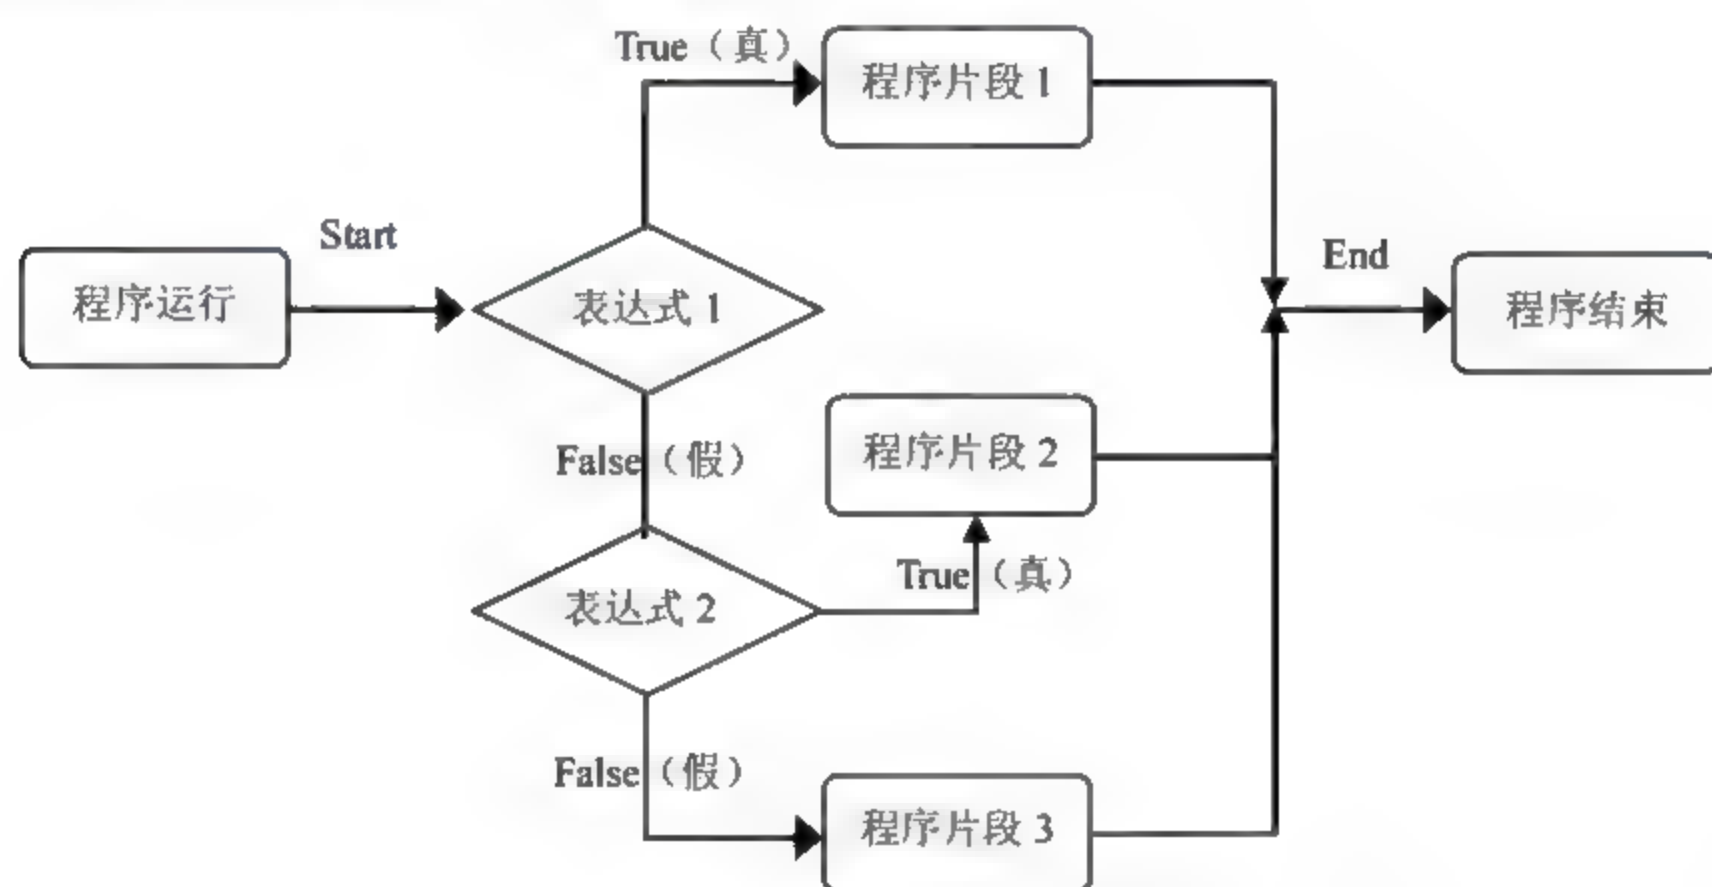 True（真）
程序片段 1
Start
程序运行
表达式 1
End
程序结束
False（假）
程序片段 2
True（真）
表达式 2
False（假）
程序片段 3